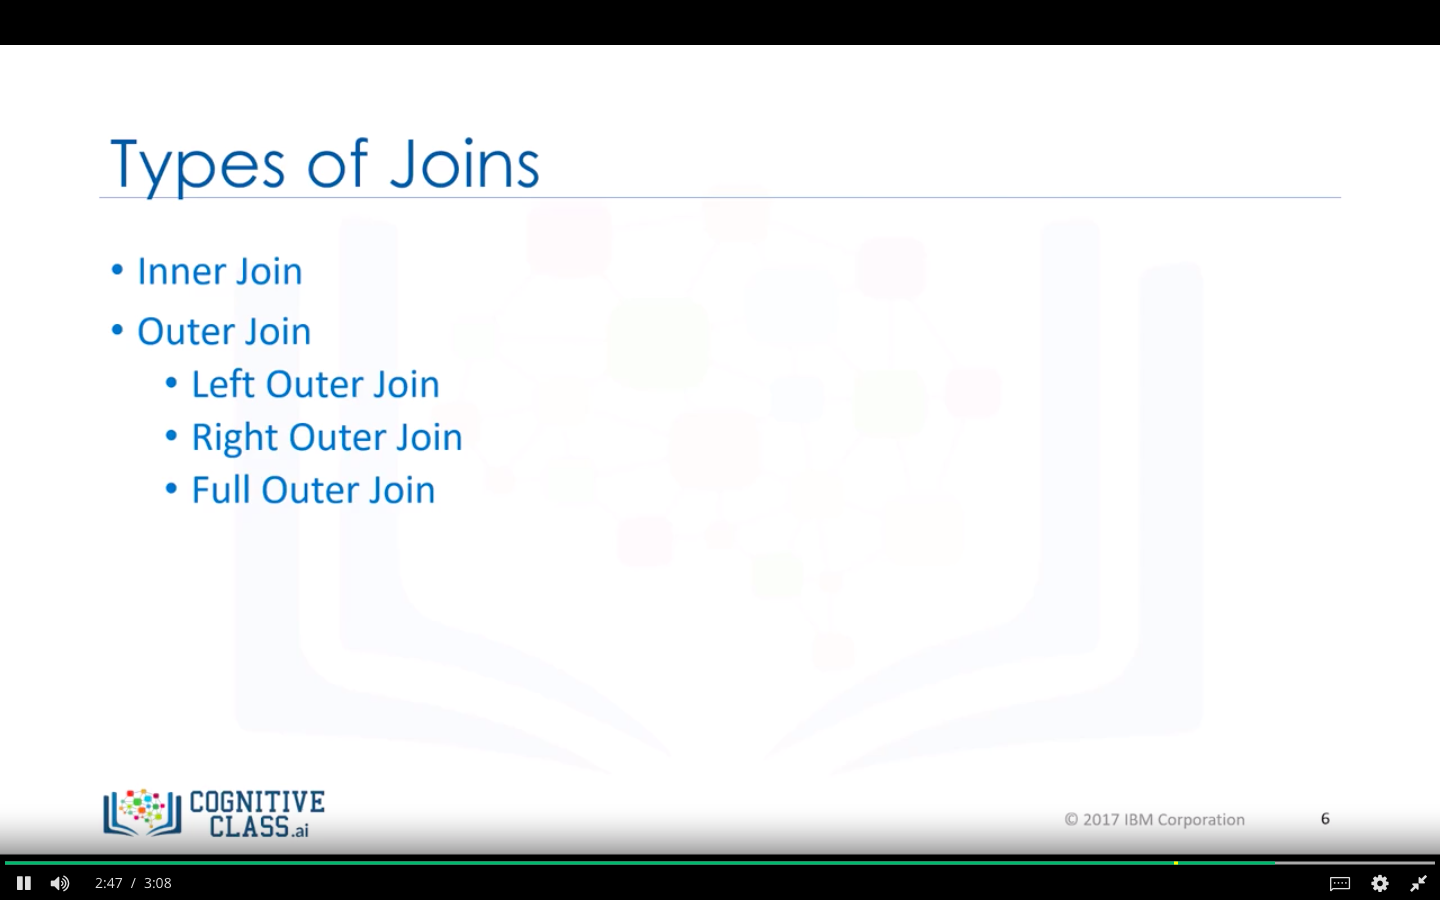 Types of Joins
• Inner Join
• Outer Join
• Left Outer Join
• Right Outer Join
• Full Outer Join
COGNITIVE
CLASS.ai
© 2017 IBM Corporation
6
2:47 / 3:08